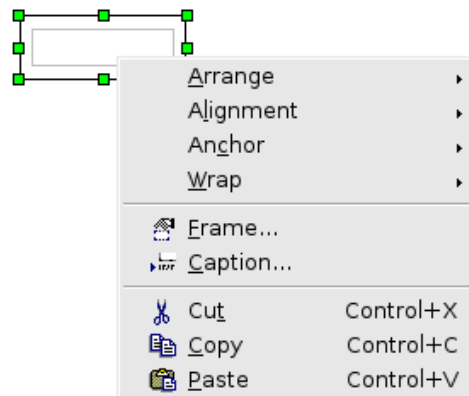 Arrange
Alignment
Anchor
Wrap
Frame...
Caption...
Cut Control+X
Copy Control+C
Paste Control+V